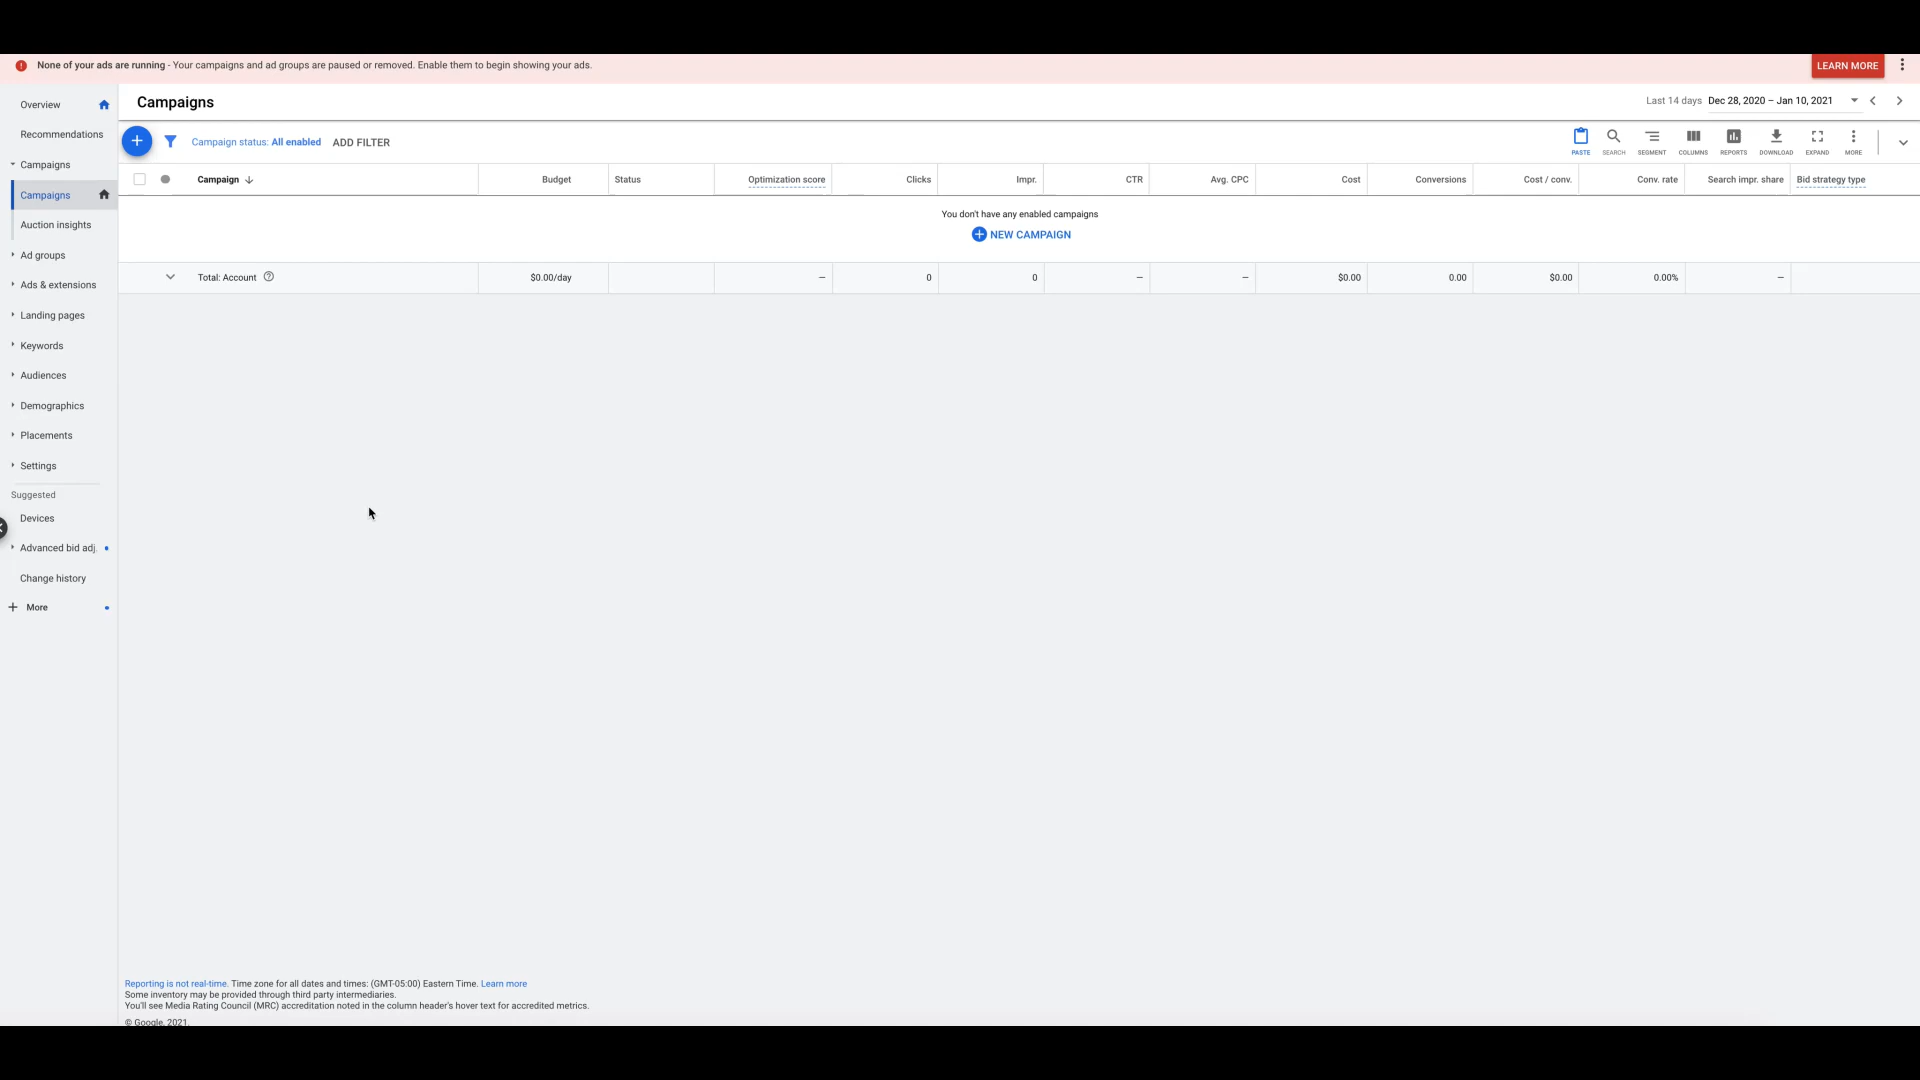 None of your ads are running - Your campaigns and ad groups are paused or removed. Enable them to begin showing your ads.
LEARN MORE
Overview
Recommendations
Campaigns
Campaigns
Auction insights
Ad groups
Ads & extensions
Landing pages
Keywords
Audiences
Demographics
Placements
Settings
Suggested
Devices
Advanced bid adj.
Change history
More
Campaigns
Last 14 days Dec 28, 2020 – Jan 10, 2021
Campaign status: All enabled ADD FILTER
PASTE SEARCH SEGMENT COLUMNS REPORTS DOWNLOAD EXPAND MORE
Campaign Budget Status Optimization score Clicks Impr. CTR Avg. CPC Cost Conversions Cost / conv. Conv. rate Search impr. share Bid strategy type
You don't have any enabled campaigns
NEW CAMPAIGN
Total: Account $0.00/day – 0 0 – – $0.00 0.00 $0.00 0.00% –
Reporting is not real-time. Time zone for all dates and times: (GMT-05:00) Eastern Time. Learn more
Some inventory may be provided through third party intermediaries.
You'll see Media Rating Council (MRC) accreditation noted in the column header's hover text for accredited metrics.
© Google, 2021.